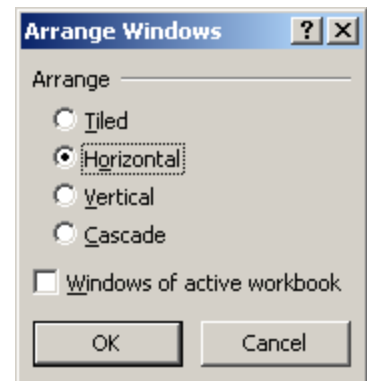 Arrange Windows
Arrange
Tiled
Horizontal
Vertical
Cascade
Windows of active workbook
OK Cancel